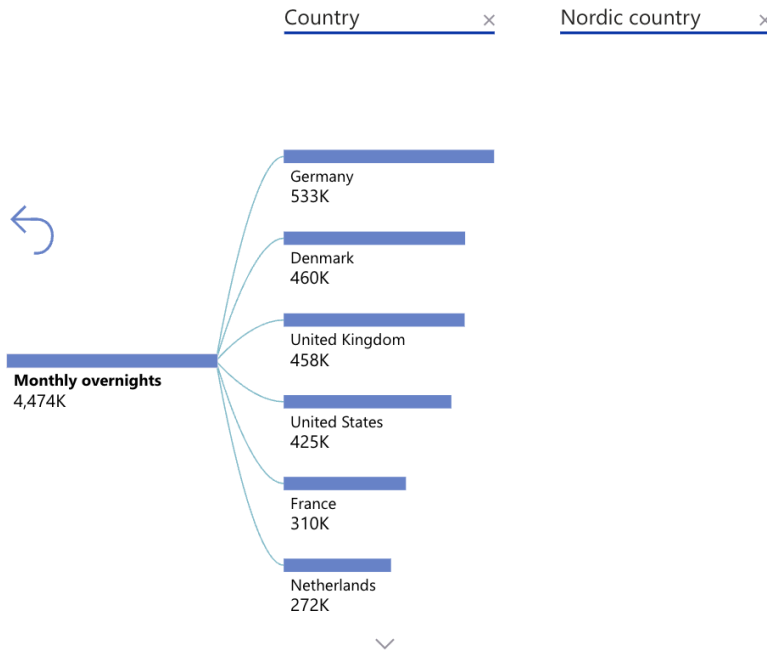 Country
Nordic country
Germany
533K
Denmark
460K
United Kingdom
458K
Monthly overnights
4,474K
United States
425K
France
310K
Netherlands
272K